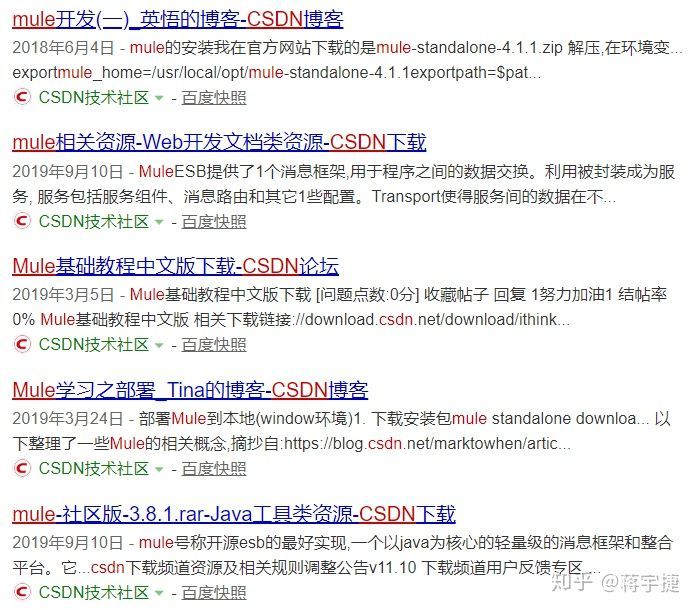 mule开发(一)_英悟的博客-CSDN博客
2018年6月4日 - mule的安装我在官方网站下载的是mule-standalone-4.1.1.zip 解压,在环境变...
exportmule_home=/usr/local/opt/mule-standalone-4.1.1exportpath=$pat...
CSDN技术社区 - 百度快照
mule相关资源-Web开发文档类资源-CSDN下载
2019年9月10日 - MuleESB提供了1个消息框架,用于程序之间的数据交换。利用被封装成为服
务, 服务包括服务组件、消息路由和其它1些配置。Transport使得服务间的数据在不...
CSDN技术社区 - 百度快照
Mule基础教程中文版下载-CSDN论坛
2019年3月5日 - Mule基础教程中文版下载 [问题点数:0分] 收藏帖子 回复 1努力加油1 结帖率
0% Mule基础教程中文版 相关下载链接://download.csdn.net/download/ithink...
CSDN技术社区 - 百度快照
Mule学习之部署_Tina的博客-CSDN博客
2019年3月24日 - 部署Mule到本地(window环境)1. 下载安装包mule standalone downloa... 以
下整理了一些Mule的相关概念,摘抄自:https://blog.csdn.net/marktowhen/artic...
CSDN技术社区 - 百度快照
mule-社区版-3.8.1.rar-Java工具类资源-CSDN下载
2019年9月10日 - mule号称开源esb的最好实现,一个以java为核心的轻量级的消息框架和整合
平台。它...csdn下载频道资源及相关规则调整公告v11.10 下载频道用户反馈专区...
CSDN技术社区 - 百度快照
知乎 @蒋宇捷